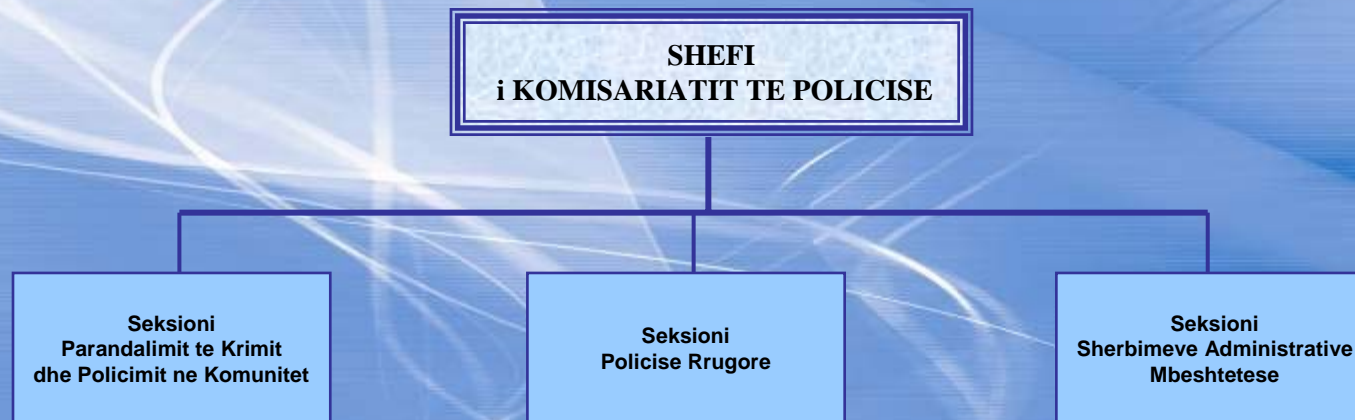 SHEFI
i KOMISARIATIT TE POLICISE
Seksioni
Parandalimit te Krimit
dhe Policimit ne Komunitet
Seksioni
Policise Rrugore
Seksioni
Sherbimeve Administrative
Mbeshtetese